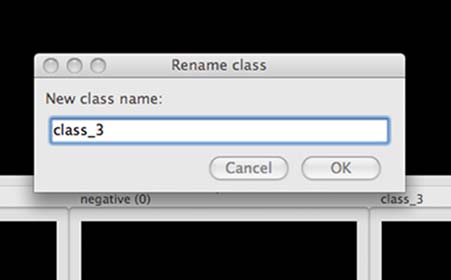 Rename class
New class name:
class_3
Cancel
OK
negative (0)
class_3